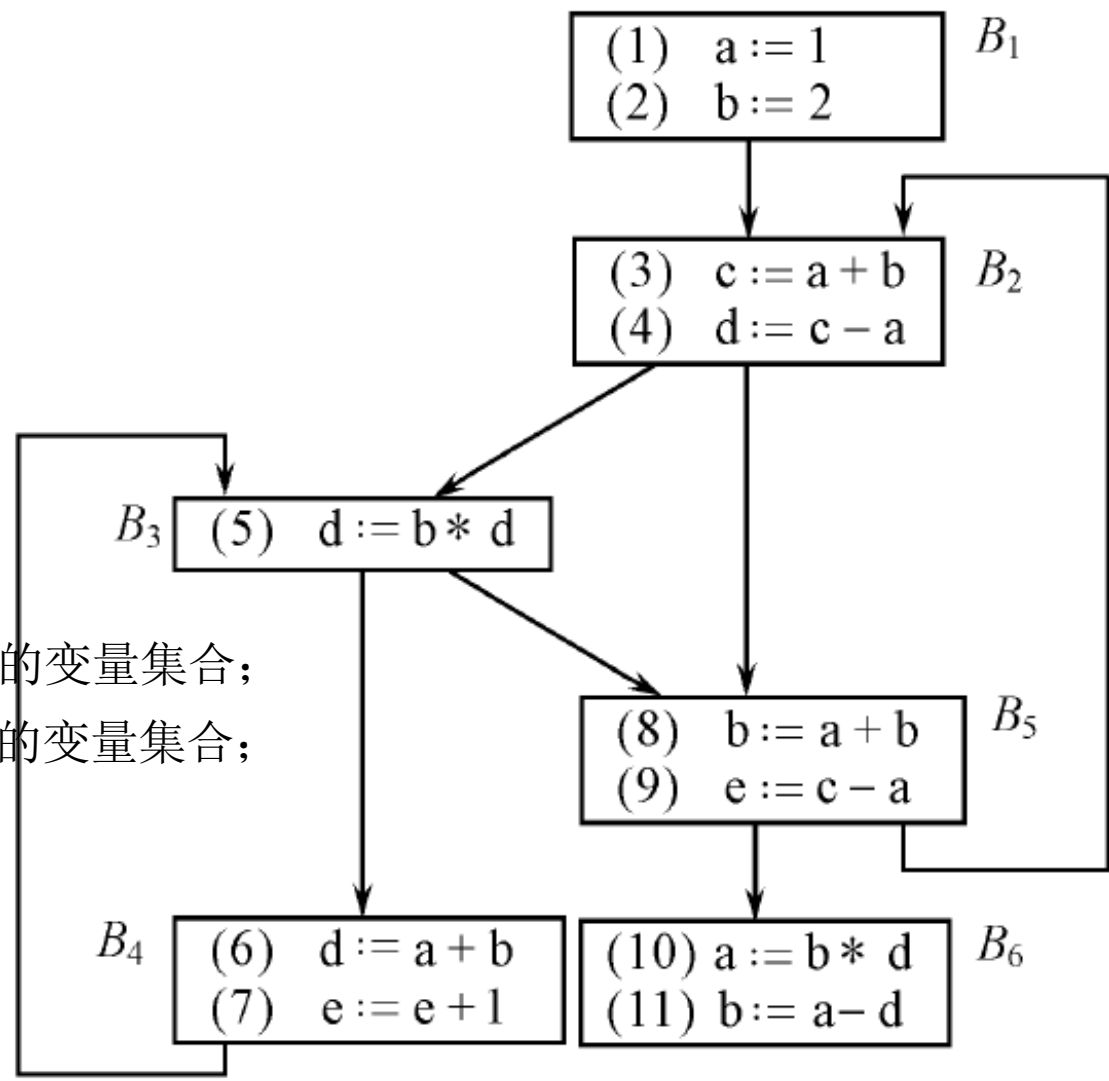 (1) a := 1
(2) b := 2
B₁
(3) c := a + b
(4) d := c − a
B₂
B₃
(5) d := b * d
的变量集合；
的变量集合；
(8) b := a + b
(9) e := c − a
B₅
B₄
(6) d := a + b
(7) e := e + 1
(10) a := b * d
(11) b := a− d
B₆